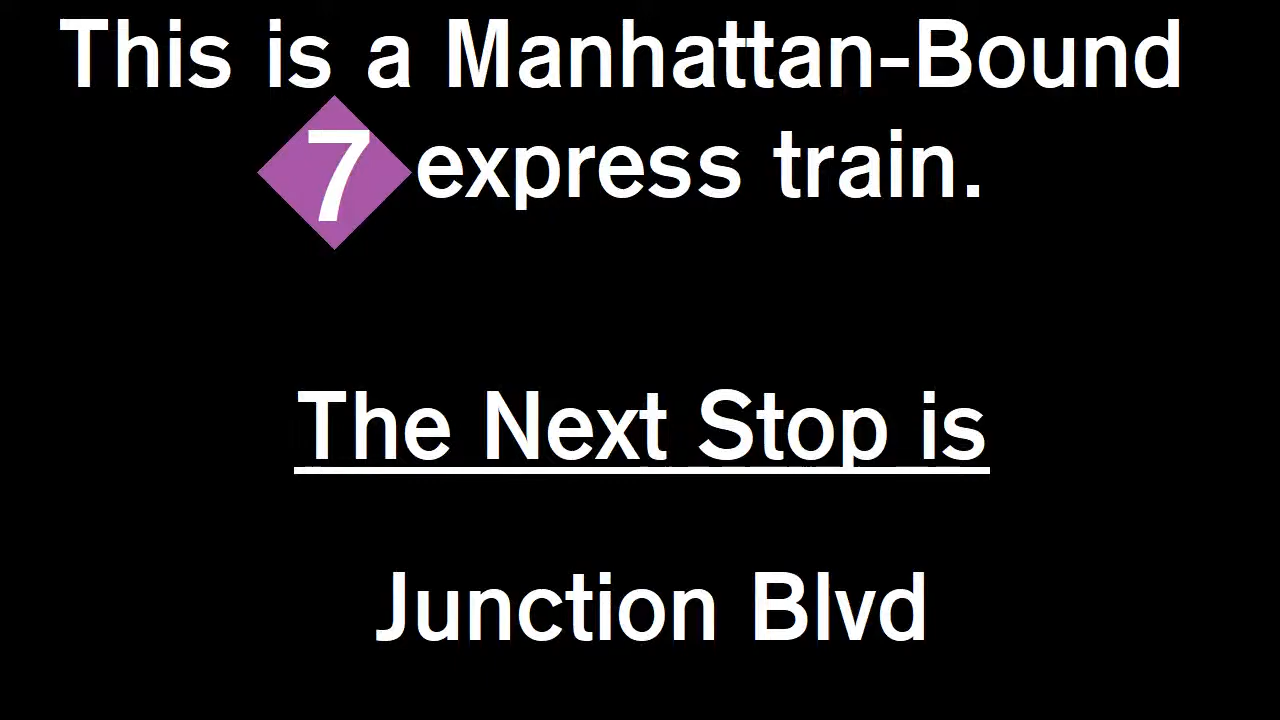 This is a Manhattan-Bound
7 express train.
The Next Stop is
Junction Blvd